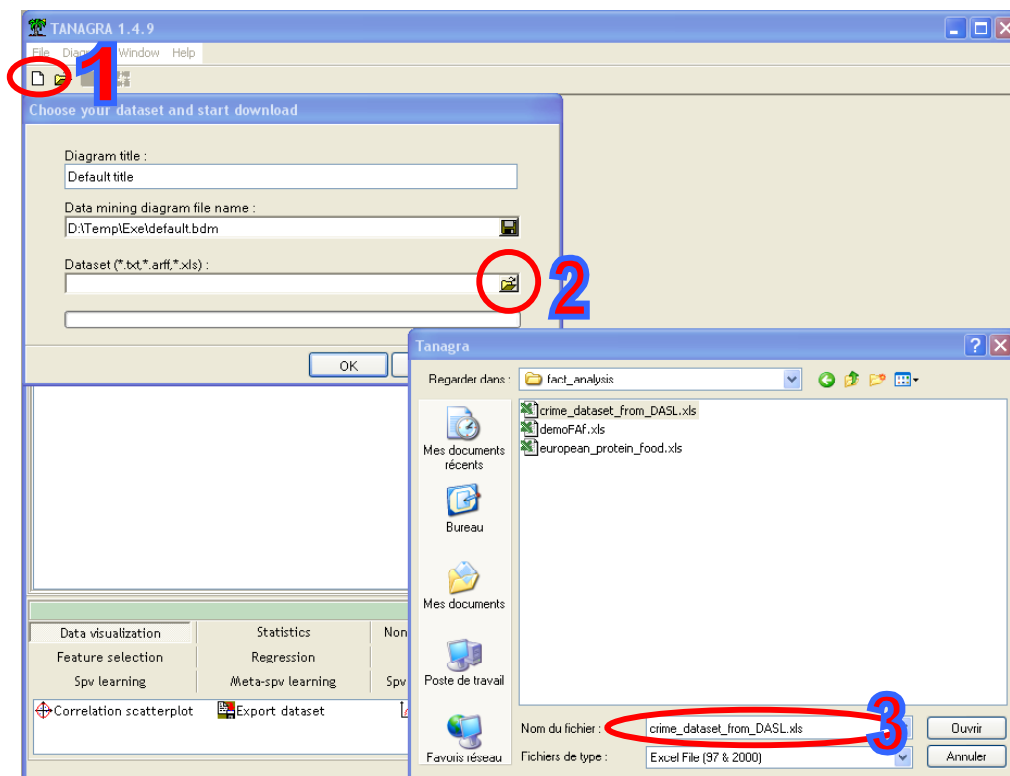 TANAGRA 1.4.9
File Window Help
1
Choose your dataset and start download
Diagram title :
Default title
Data mining diagram file name :
D:\Temp\Exe\default.bdm
Dataset (*.txt,*.arff,*.xls) :
2
OK
Tanagra
Regarder dans :
fact_analysis
crime_dataset_from_DASL.xls
demoFAf.xls
european_protein_food.xls
Mes documents
récents
Bureau
Mes documents
Poste de travail
Favoris réseau
Nom du fichier :
crime_dataset_from_DASL.xls
3
Ouvrir
Fichiers de type :
Excel File (97 & 2000)
Annuler
Data visualization
Statistics
Feature selection
Regression
Spv learning
Meta-spv learning
Correlation scatterplot
Export dataset